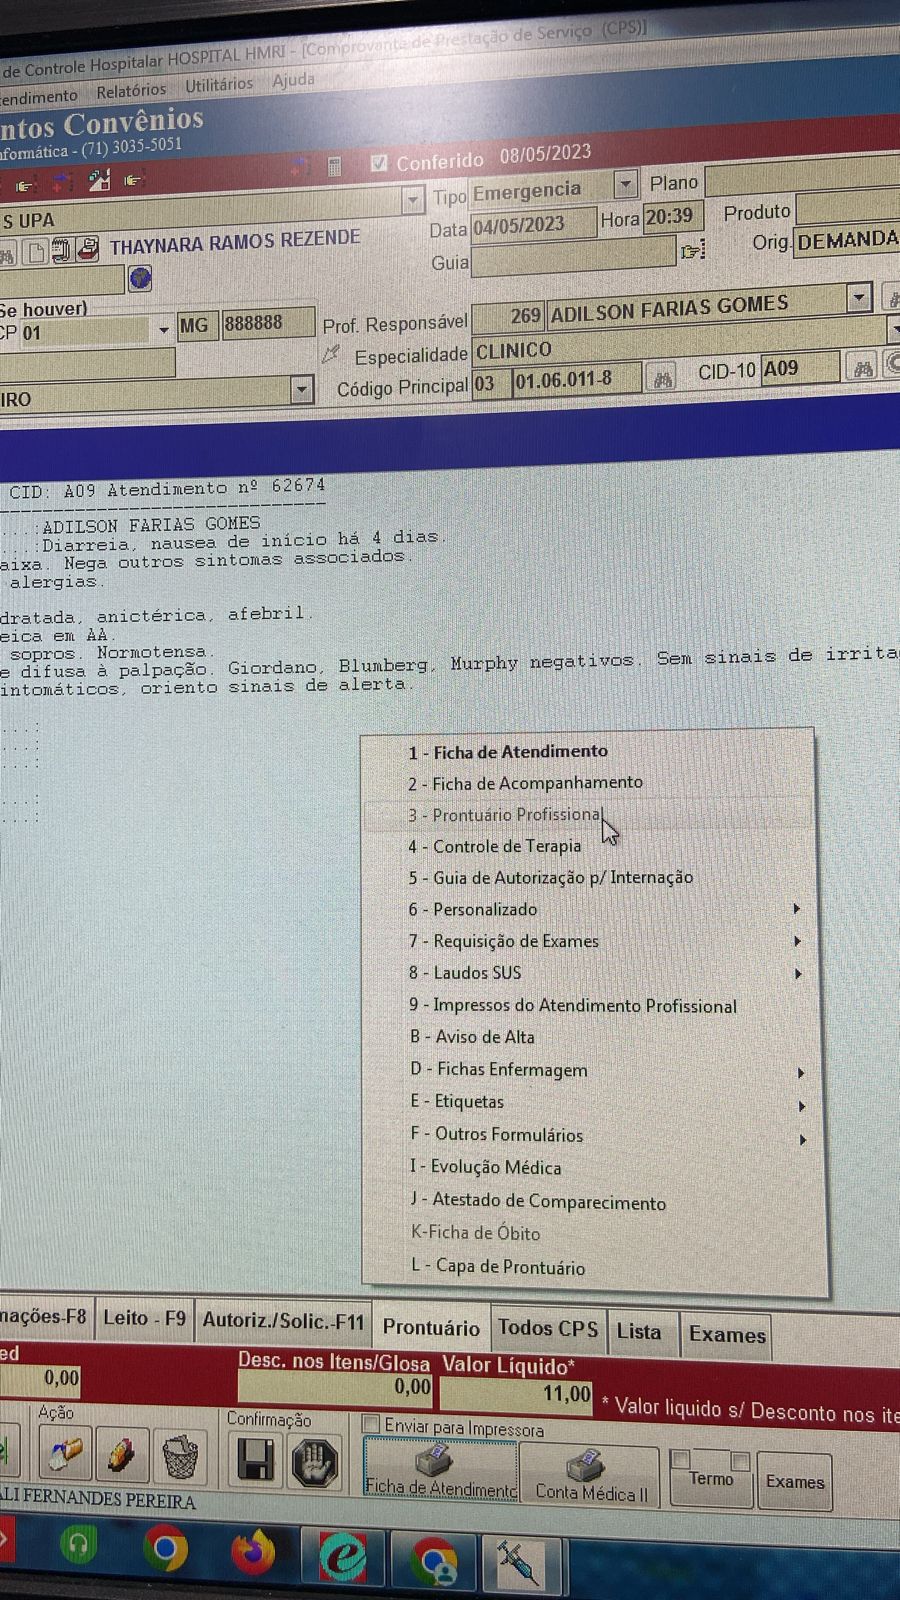 de Controle Hospitalar HOSPITAL HMRJ - [Comprovante de Prestação de Serviço (CPS)]
endimento Relatórios Utilitários Ajuda
ntos Convênios
nformática - (71) 3035-5051
Conferido 08/05/2023
S UPA
Tipo Emergencia Plano
THAYNARA RAMOS REZENDE
Data 04/05/2023 Hora 20:39 Produto
Guia
Orig. DEMANDA
Se houver)
CP 01 MG 888888
Prof. Responsável 269 ADILSON FARIAS GOMES
Especialidade CLINICO
IRO
Código Principal 03 01.06.011-8 CID-10 A09
CID: A09 Atendimento nº 62674
....:ADILSON FARIAS GOMES
....:Diarreia, nausea de início há 4 dias.
aixa. Nega outros sintomas associados.
alergias.
dratada, anictérica, afebril.
eica em AA.
sopros. Normotensa.
e difusa à palpação. Giordano, Blumberg, Murphy negativos. Sem sinais de irrita
intomáticos, oriento sinais de alerta.
1 - Ficha de Atendimento
2 - Ficha de Acompanhamento
3 - Prontuário Profissional
4 - Controle de Terapia
5 - Guia de Autorização p/ Internação
6 - Personalizado
7 - Requisição de Exames
8 - Laudos SUS
9 - Impressos do Atendimento Profissional
B - Aviso de Alta
D - Fichas Enfermagem
E - Etiquetas
F - Outros Formulários
I - Evolução Médica
J - Atestado de Comparecimento
K-Ficha de Óbito
L - Capa de Prontuário
mações-F8 Leito - F9 Autoriz./Solic.-F11 Prontuário Todos CPS Lista Exames
ed Desc. nos Itens/Glosa Valor Líquido*
0,00 0,00 11,00 * Valor liquido s/ Desconto nos ite
Ação Confirmação Enviar para Impressora
Ficha de Atendimento Conta Médica II Termo Exames
ALI FERNANDES PEREIRA